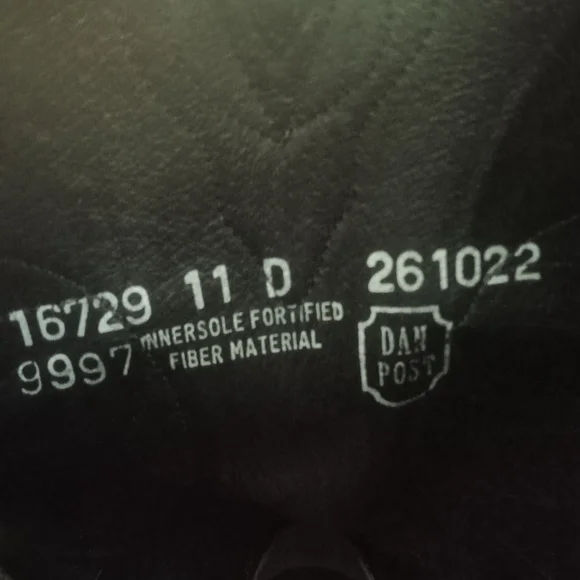 16729 11 D 261022
9997 INNERSOLE FORTIFIED
FIBER MATERIAL
DAN
POST